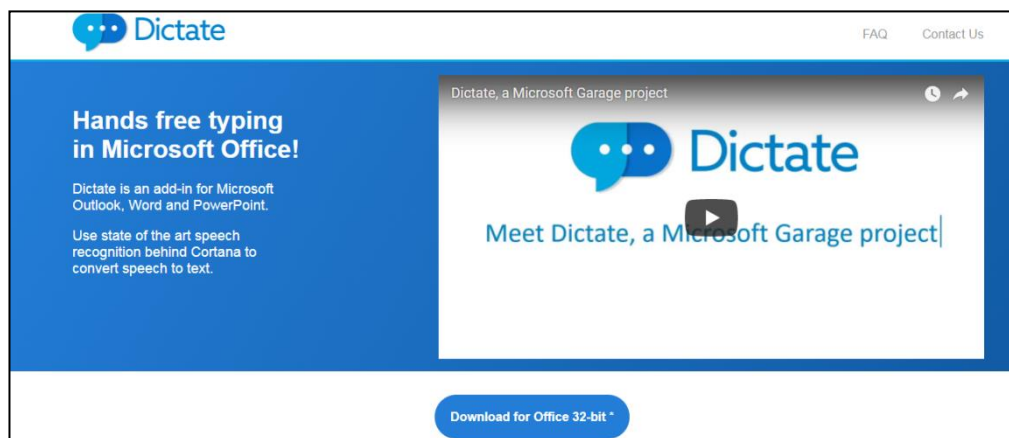 Dictate
FAQ
Contact Us
Hands free typing
in Microsoft Office!
Dictate is an add-in for Microsoft
Outlook, Word and PowerPoint.
Use state of the art speech
recognition behind Cortana to
convert speech to text.
Dictate, a Microsoft Garage project
Dictate
Meet Dictate, a Microsoft Garage project
Download for Office 32-bit *